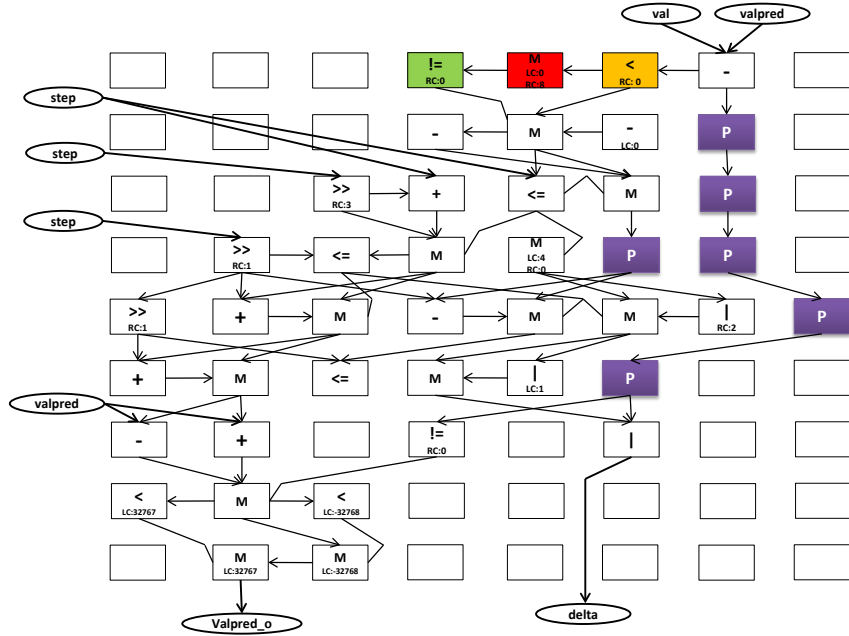 val
valpred
!=
RC:0
M
LC:0
RC:8
<
RC: 0
-
step
-
M
-
LC:0
P
step
>>
RC:3
+
<=
M
P
step
>>
RC:1
<=
M
M
LC:4
RC:0
P
P
>>
RC:1
+
M
-
M
M
|
RC:2
P
+
M
<=
M
|
LC:1
P
valpred
-
+
!=
RC:0
|
<
LC:32767
M
<
LC:-32768
M
LC:32767
M
LC:-32768
Valpred_o
delta